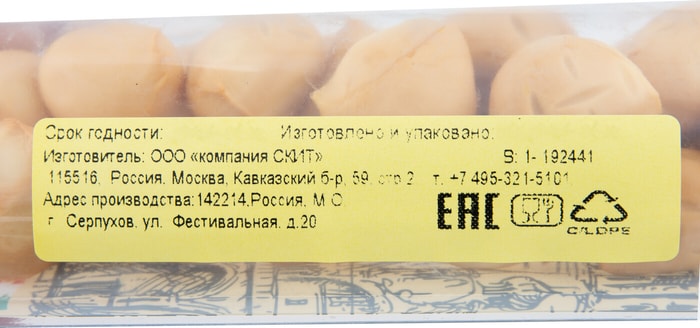 Срок годности: Изготовлено и упаковано:
Изготовитель: ООО «компания СКИТ» В: 1- 192441
115516, Россия, Москва, Кавказский б-р, 59, стр 2 т. +7 495-321-5101
Адрес производства:142214,Россия, М О
г Серпухов, ул. Фестивальная, д.20
EAC
C/LDPE